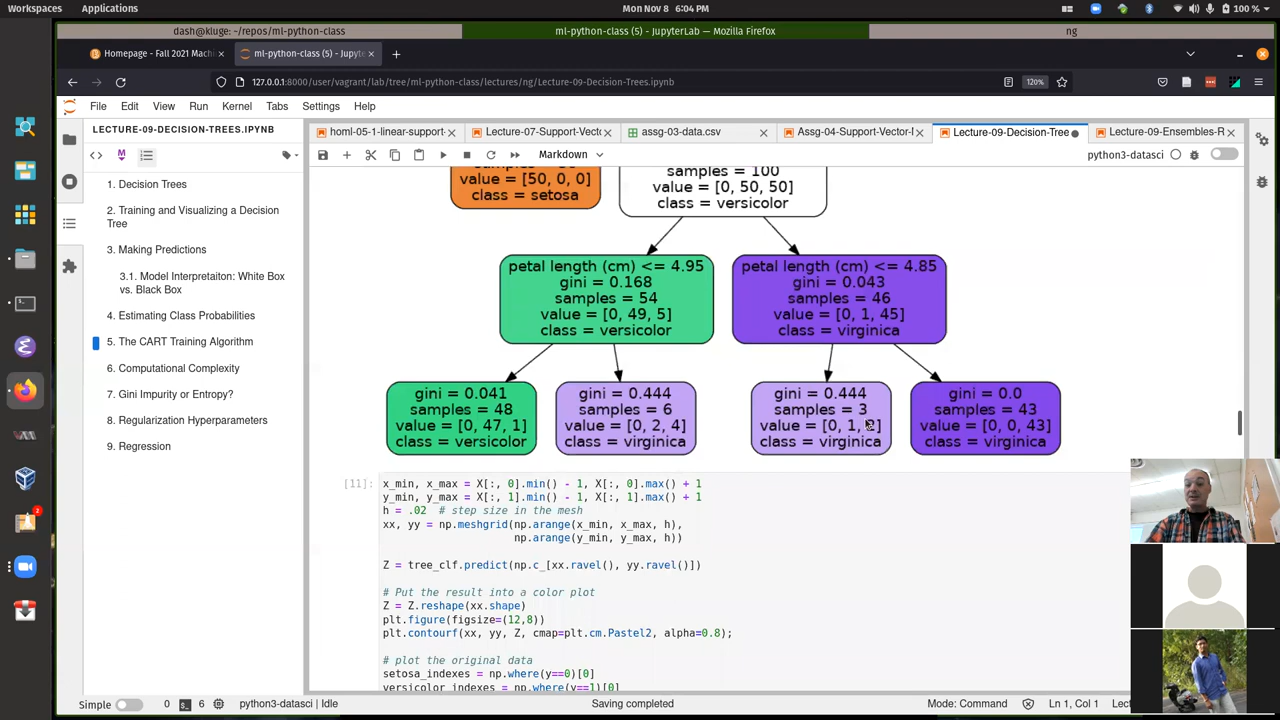 Workspaces Applications Mon Nov 8 6:04 PM 100 %
dash@kluge: ~/repos/ml-python-class ml-python-class (5) - JupyterLab — Mozilla Firefox ng
Homepage - Fall 2021 Mach ml-python-class (5) - Jupyte
127.0.0.1:8000/user/vagrant/lab/tree/ml-python-class/lectures/ng/Lecture-09-Decision-Trees.ipynb 120%
File Edit View Run Kernel Tabs Settings Help
LECTURE-09-DECISION-TREES.IPYNB
homl-05-1-linear-support- Lecture-07-Support-Vecto assg-03-data.csv Assg-04-Support-Vector-I Lecture-09-Decision-Tree Lecture-09-Ensembles-R
Markdown python3-datasci
1. Decision Trees
2. Training and Visualizing a Decision
Tree
3. Making Predictions
3.1. Model Interpretaiton: White Box
vs. Black Box
4. Estimating Class Probabilities
5. The CART Training Algorithm
6. Computational Complexity
7. Gini Impurity or Entropy?
8. Regularization Hyperparameters
9. Regression
value = [50, 0, 0]
class = setosa
samples = 100
value = [0, 50, 50]
class = versicolor
petal length (cm) <= 4.95
gini = 0.168
samples = 54
value = [0, 49, 5]
class = versicolor
petal length (cm) <= 4.85
gini = 0.043
samples = 46
value = [0, 1, 45]
class = virginica
gini = 0.041
samples = 48
value = [0, 47, 1]
class = versicolor
gini = 0.444
samples = 6
value = [0, 2, 4]
class = virginica
gini = 0.444
samples = 3
value = [0, 1, 2]
class = virginica
gini = 0.0
samples = 43
value = [0, 0, 43]
class = virginica
[11]: x_min, x_max = X[:, 0].min() - 1, X[:, 0].max() + 1
y_min, y_max = X[:, 1].min() - 1, X[:, 1].max() + 1
h = .02 # step size in the mesh
xx, yy = np.meshgrid(np.arange(x_min, x_max, h),
np.arange(y_min, y_max, h))
Z = tree_clf.predict(np.c_[xx.ravel(), yy.ravel()])
# Put the result into a color plot
Z = Z.reshape(xx.shape)
plt.figure(figsize=(12,8))
plt.contourf(xx, yy, Z, cmap=plt.cm.Pastel2, alpha=0.8);
# plot the original data
setosa_indexes = np.where(y==0)[0]
versicolor_indexes = np.where(y==1)[0]
Simple 0 6 python3-datasci | Idle Saving completed Mode: Command Ln 1, Col 1 Lect